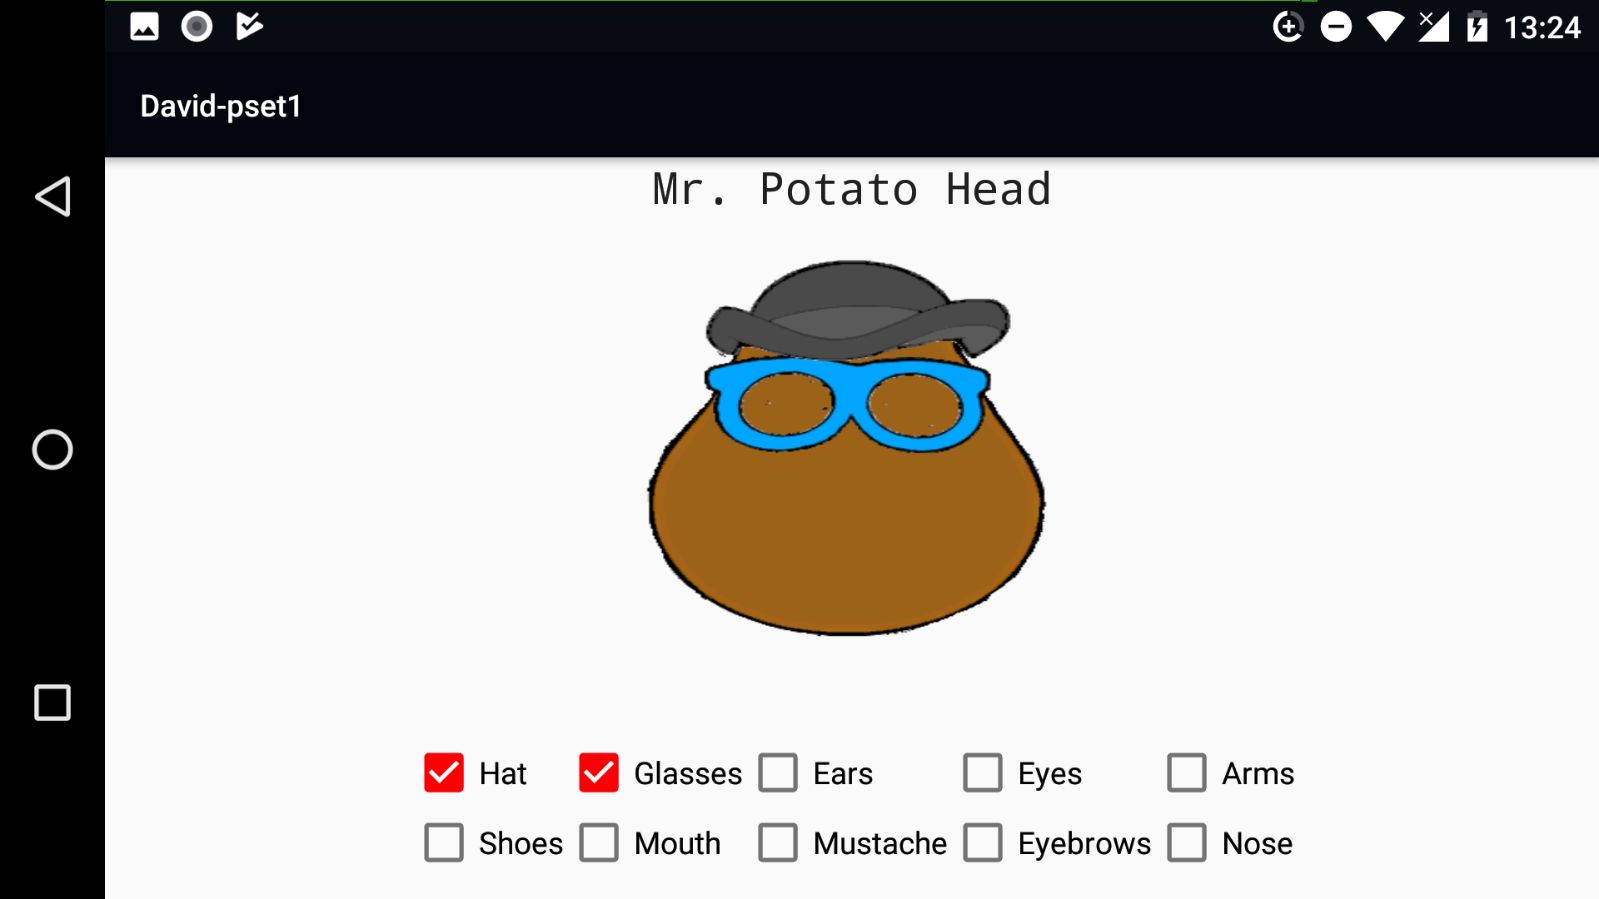 13:24
David-pset1
Mr. Potato Head
Hat Glasses Ears Eyes Arms
Shoes Mouth Mustache Eyebrows Nose